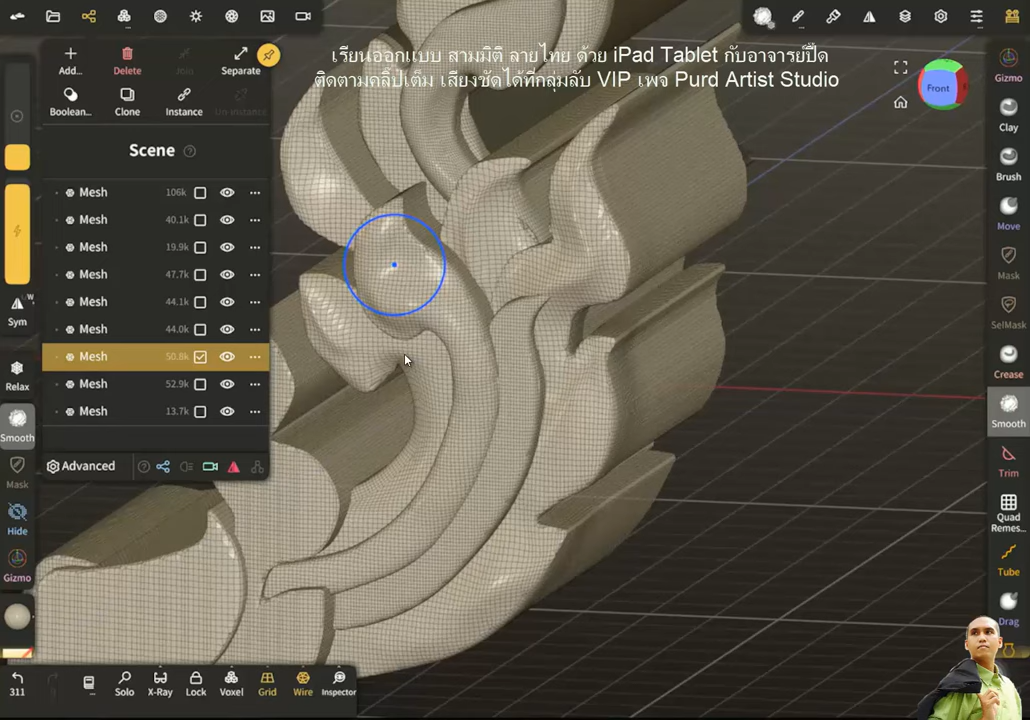 เรียนออกแบบ สามมิติ ลายไทย ด้วย iPad Tablet กับอาจารย์ปื๊ด
ติดตามคลิปเต็ม เสียงชัดได้ที่กลุ่มลับ VIP เพจ Purd Artist Studio
Add...
Delete
Join
Separate
Boolean...
Clone
Instance
Un-instance
Scene
Mesh 106k
Mesh 40.1k
Mesh 19.9k
Mesh 47.7k
Mesh 44.1k
Mesh 44.0k
Mesh 50.8k
Mesh 52.9k
Mesh 13.7k
Advanced
Sym
Relax
Smooth
Mask
Hide
Gizmo
311
Solo
X-Ray
Lock
Voxel
Grid
Wire
Inspector
Front
Gizmo
Clay
Brush
Move
Mask
SelMask
Crease
Smooth
Trim
Quad
Remes...
Tube
Drag